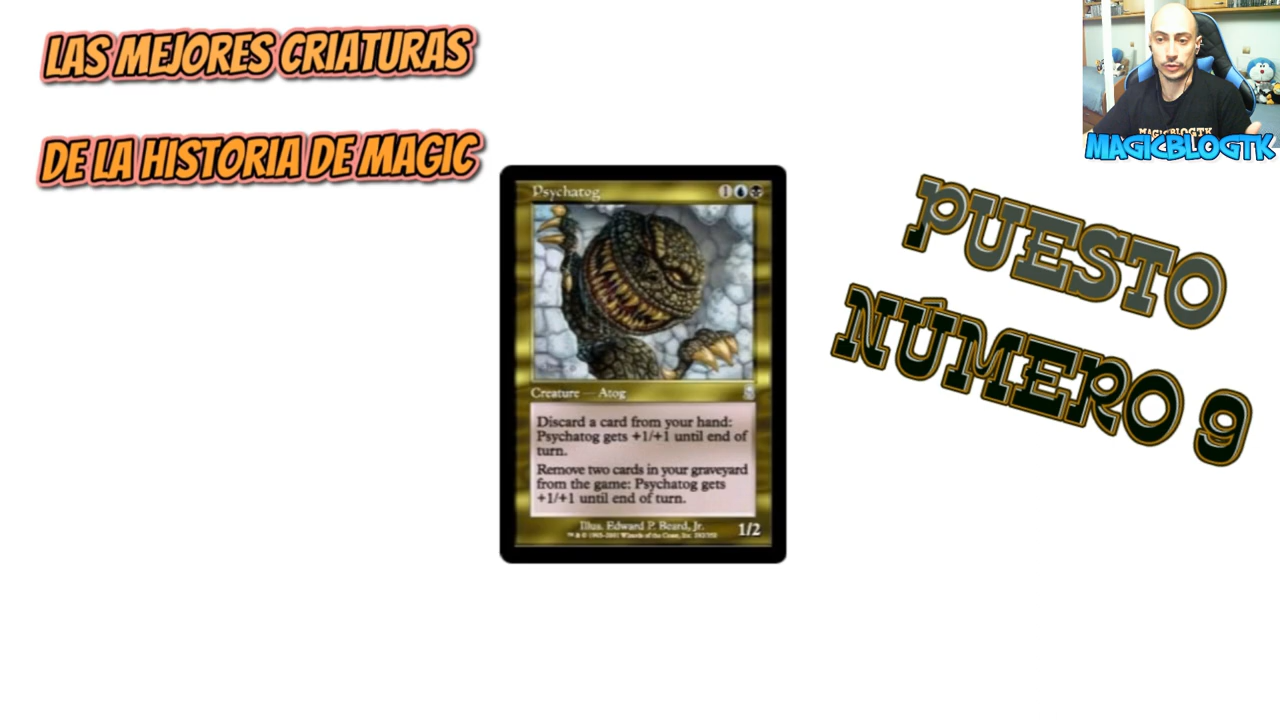 LAS MEJORES CRIATURAS
DE LA HISTORIA DE MAGIC
MAGICBLOGTK
MAGICBLOGTK
PUESTO
NÚMERO 9
Psychatog
1
Creature — Atog
Discard a card from your hand:
Psychatog gets +1/+1 until end of
turn.
Remove two cards in your graveyard
from the game: Psychatog gets
+1/+1 until end of turn.
Illus. Edward P. Beard, Jr.
1/2